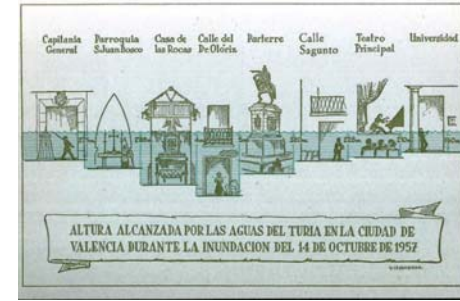 Capitanía Parroquia Casa de Calle del Parterre Calle Teatro Universidad
General S.Juan Bosco las Rocas Dr. Olóriz Sagunto Principal
ALTURA ALCANZADA POR LAS AGUAS DEL TURIA EN LA CIUDAD DE
VALENCIA DURANTE LA INUNDACION DEL 14 DE OCTUBRE DE 1957